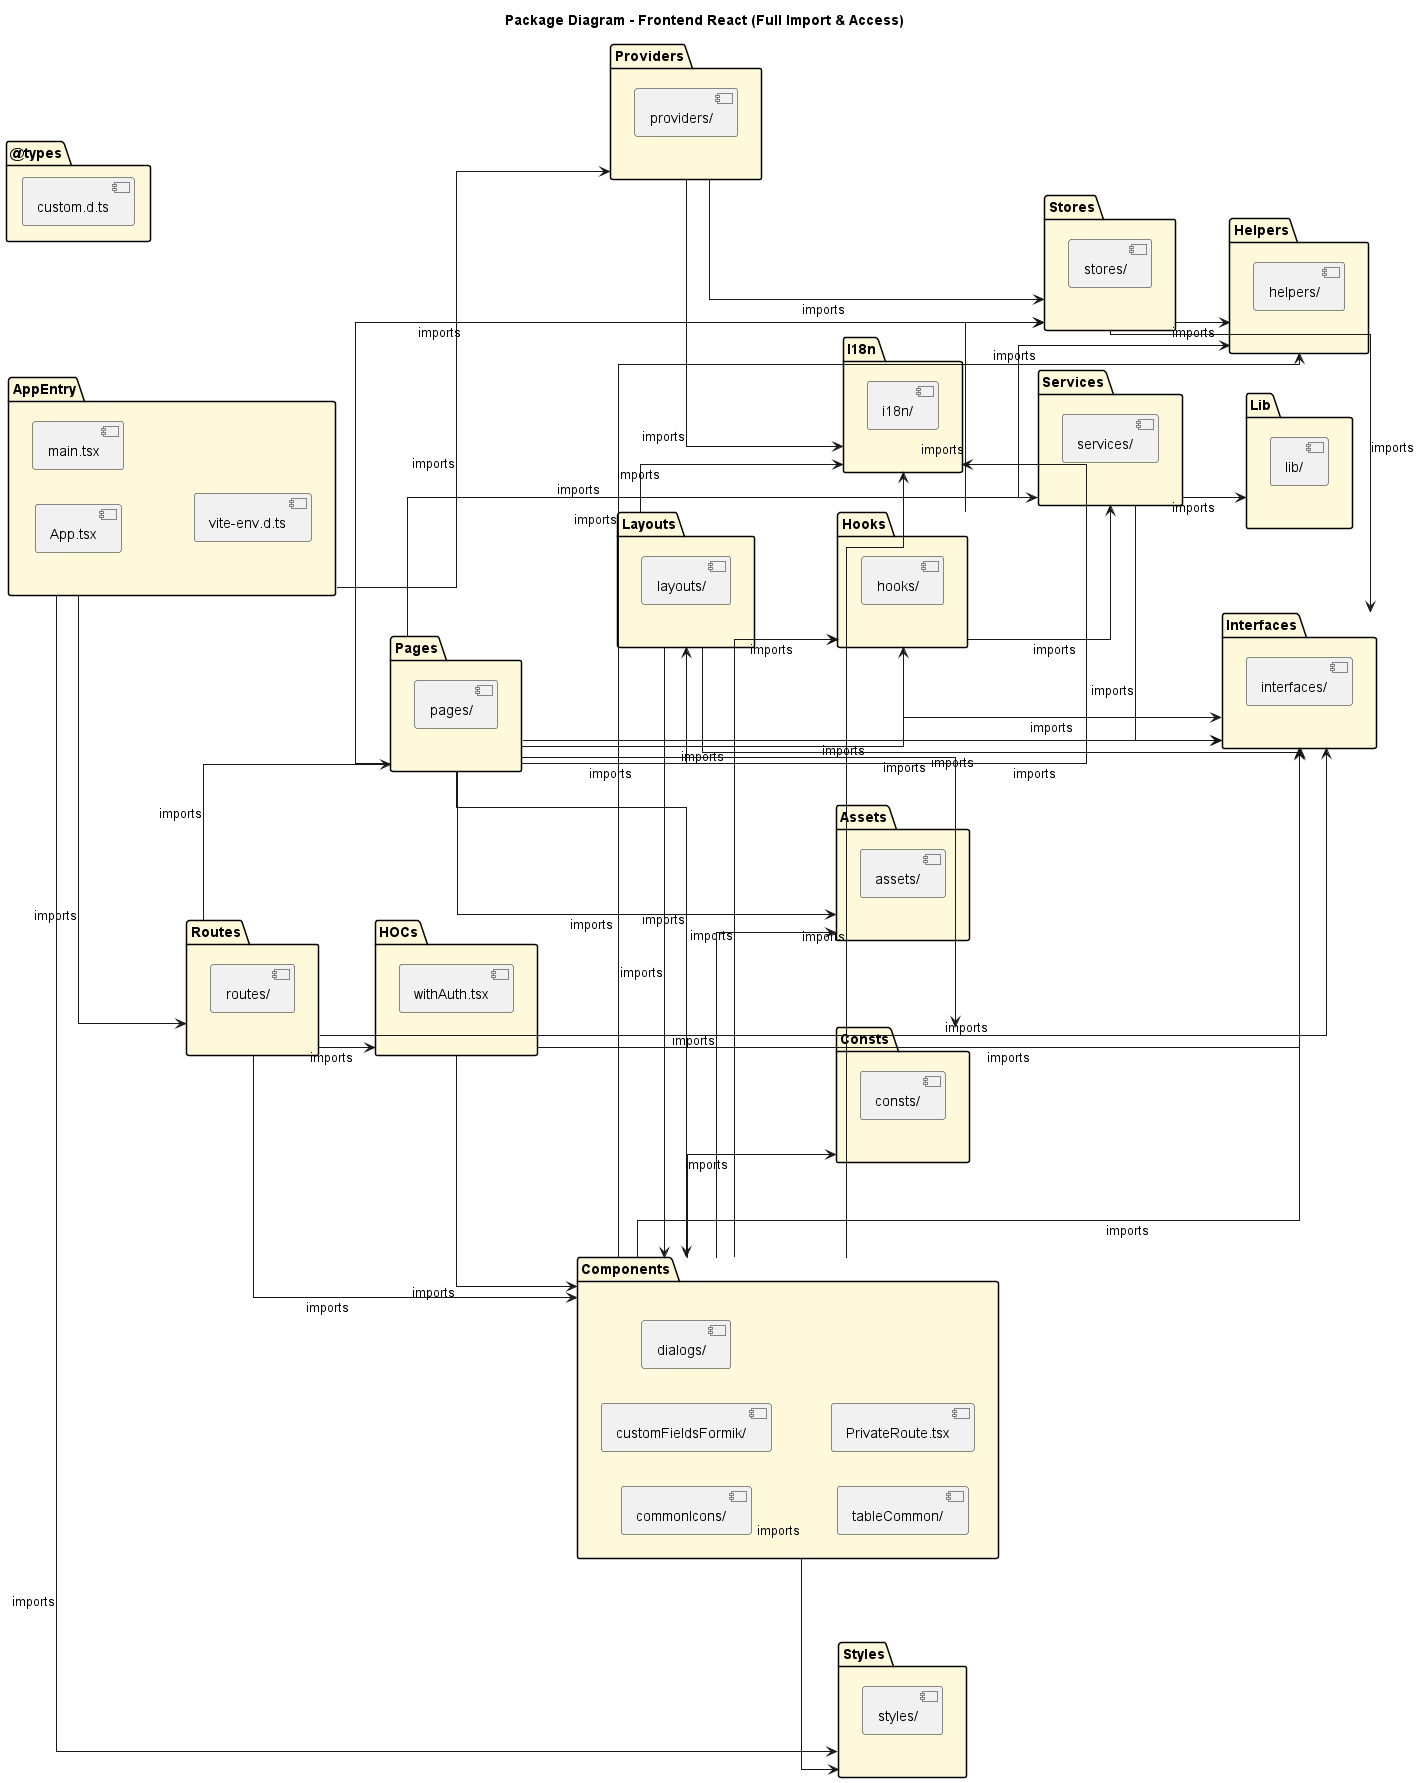 Package Diagram - Frontend React (Full Import & Access)
Providers
providers/
@types
custom.d.ts
Stores
stores/
Helpers
helpers/
imports
imports
imports
I18n
imports
Services
AppEntry
Lib
i18n/
main.tsx
services/
imports
imports
imports
imports
lib/
mports
imports
imports
imports
Layouts
Hooks
vite-env.d.ts
App.tsx
layouts/
hooks/
Interfaces
Pages
imports
imports
interfaces/
imports
pages/
imports
imports
imports
imports
imports
imports
imports
imports
Assets
imports
assets/
imports
imports
imports
imports
imports
Routes
HOCs
imports
routes/
withAuth.tsx
imports
Consts
imports
imports
imports
consts/
mports
imports
Components
imports
imports
dialogs/
customFieldsFormik/
PrivateRoute.tsx
commonIcons/
tableCommon/
imports
imports
Styles
styles/